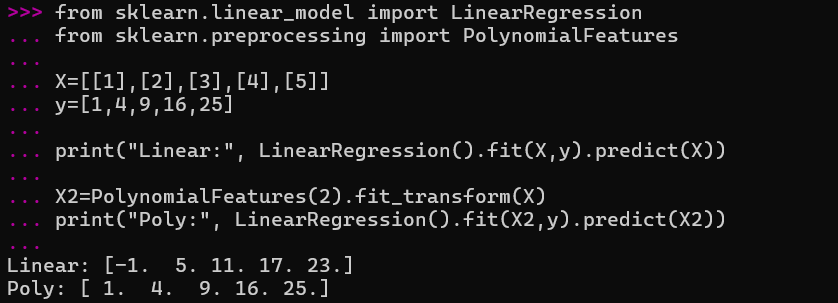 >>> from sklearn.linear_model import LinearRegression
... from sklearn.preprocessing import PolynomialFeatures
...
... X=[[1],[2],[3],[4],[5]]
... y=[1,4,9,16,25]
...
... print("Linear:", LinearRegression().fit(X,y).predict(X))
...
... X2=PolynomialFeatures(2).fit_transform(X)
... print("Poly:", LinearRegression().fit(X2,y).predict(X2))
...
Linear: [-1.  5. 11. 17. 23.]
Poly: [ 1.  4.  9. 16. 25.]